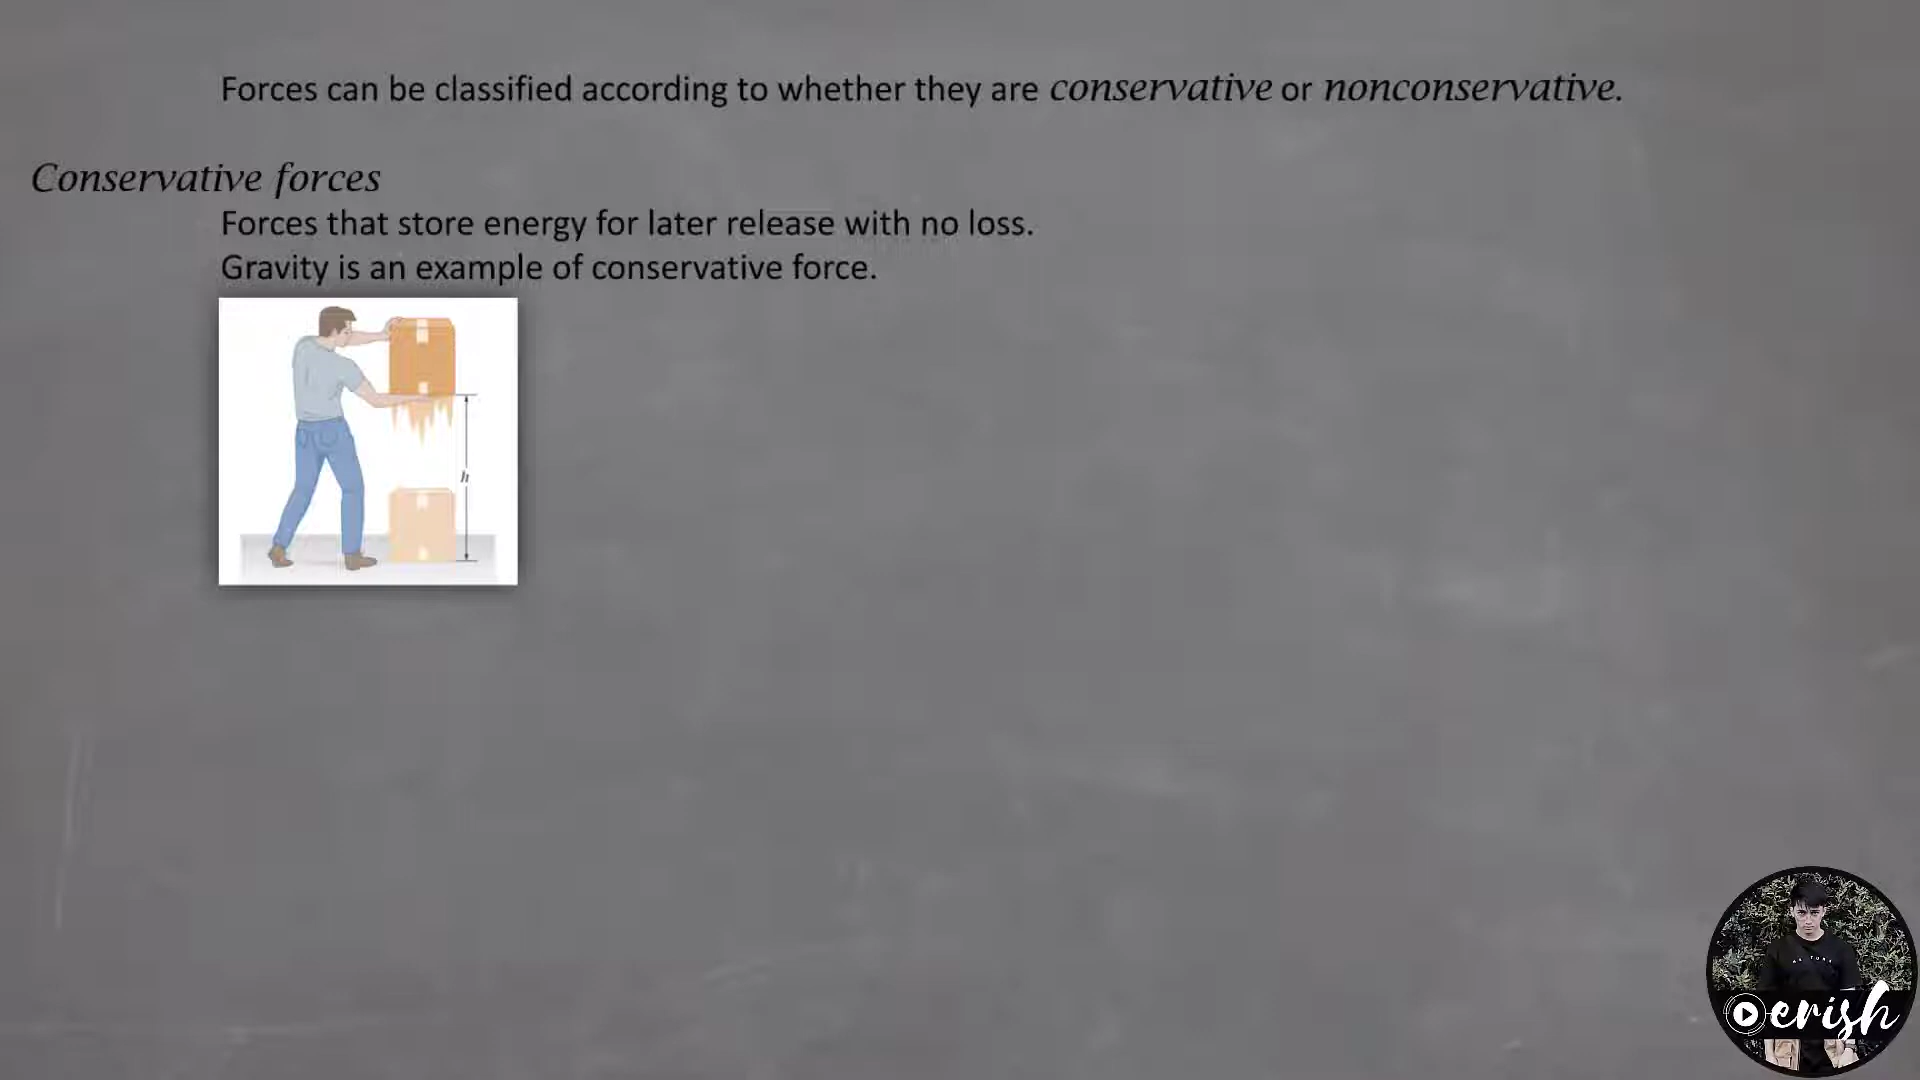 Forces can be classified according to whether they are conservative or nonconservative.
Conservative forces
Forces that store energy for later release with no loss.
Gravity is an example of conservative force.
h
erish